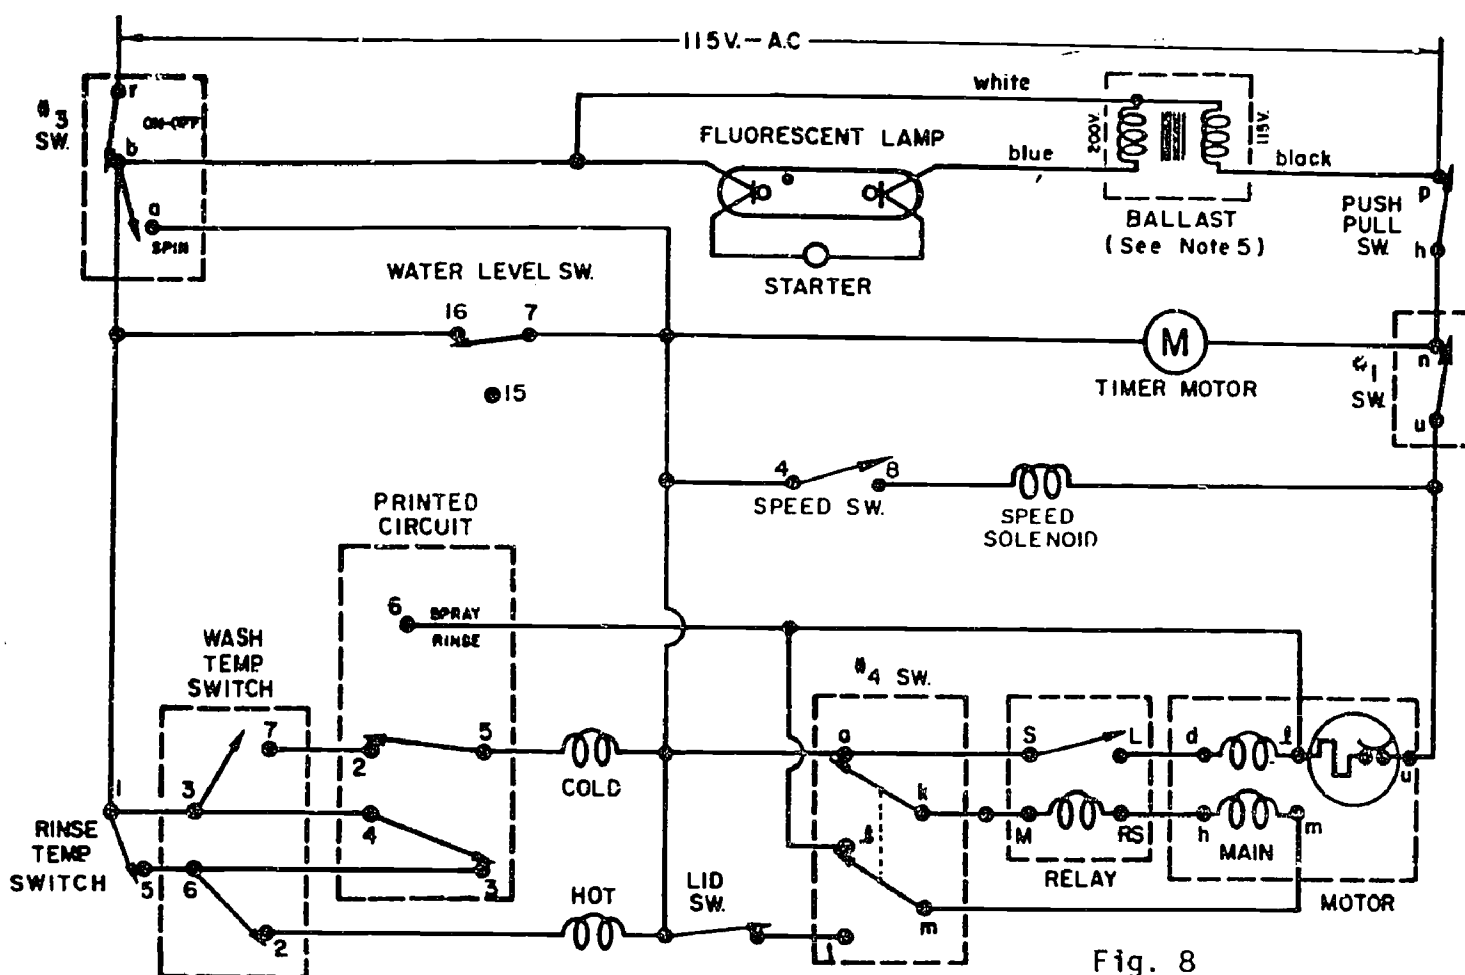 115V.-A.C
#3
SW.
r
ON-OFF
b
a
SPIN
white
FLUORESCENT LAMP
blue
200V.
115V.
black
BALLAST
(See Note 5)
STARTER
p
PUSH
PULL
SW.
h
WATER LEVEL SW.
16
7
15
M
TIMER MOTOR
n
#1
SW.
u
4
8
SPEED SW.
SPEED
SOLENOID
PRINTED
CIRCUIT
6
SPRAY
RINSE
WASH
TEMP
SWITCH
7
2
5
COLD
1
3
4
RINSE
TEMP
SWITCH
5
6
3
2
HOT
LID
SW.
#4 SW.
a
k
m
S
L
M
RS
RELAY
d
h
MAIN
m
u
MOTOR
Fig. 8